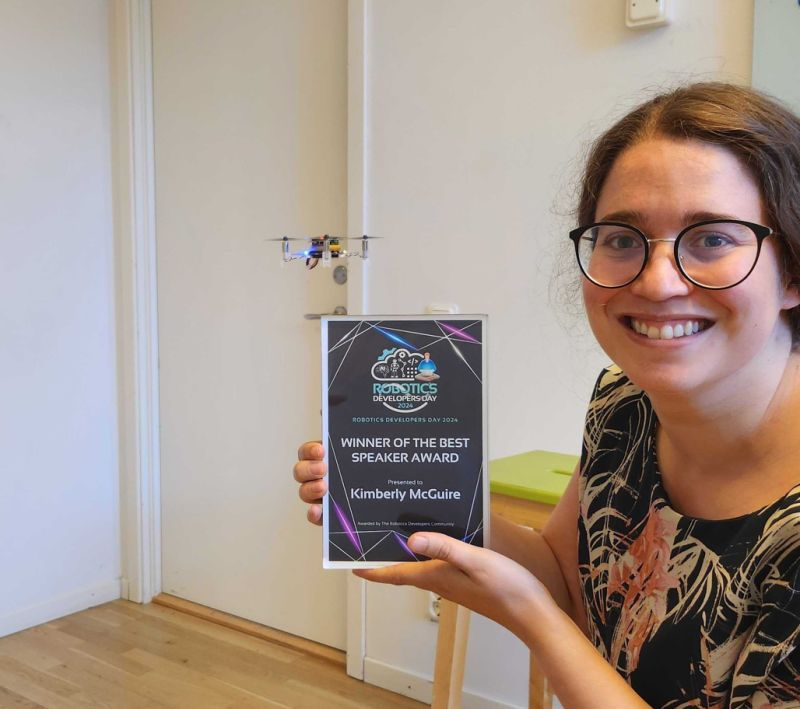 ROBOTICS
DEVELOPERS DAY
2024
ROBOTICS DEVELOPERS DAY 2024
WINNER OF THE BEST
SPEAKER AWARD
Presented to
Kimberly McGuire
Awarded by The Robotics Developers Community